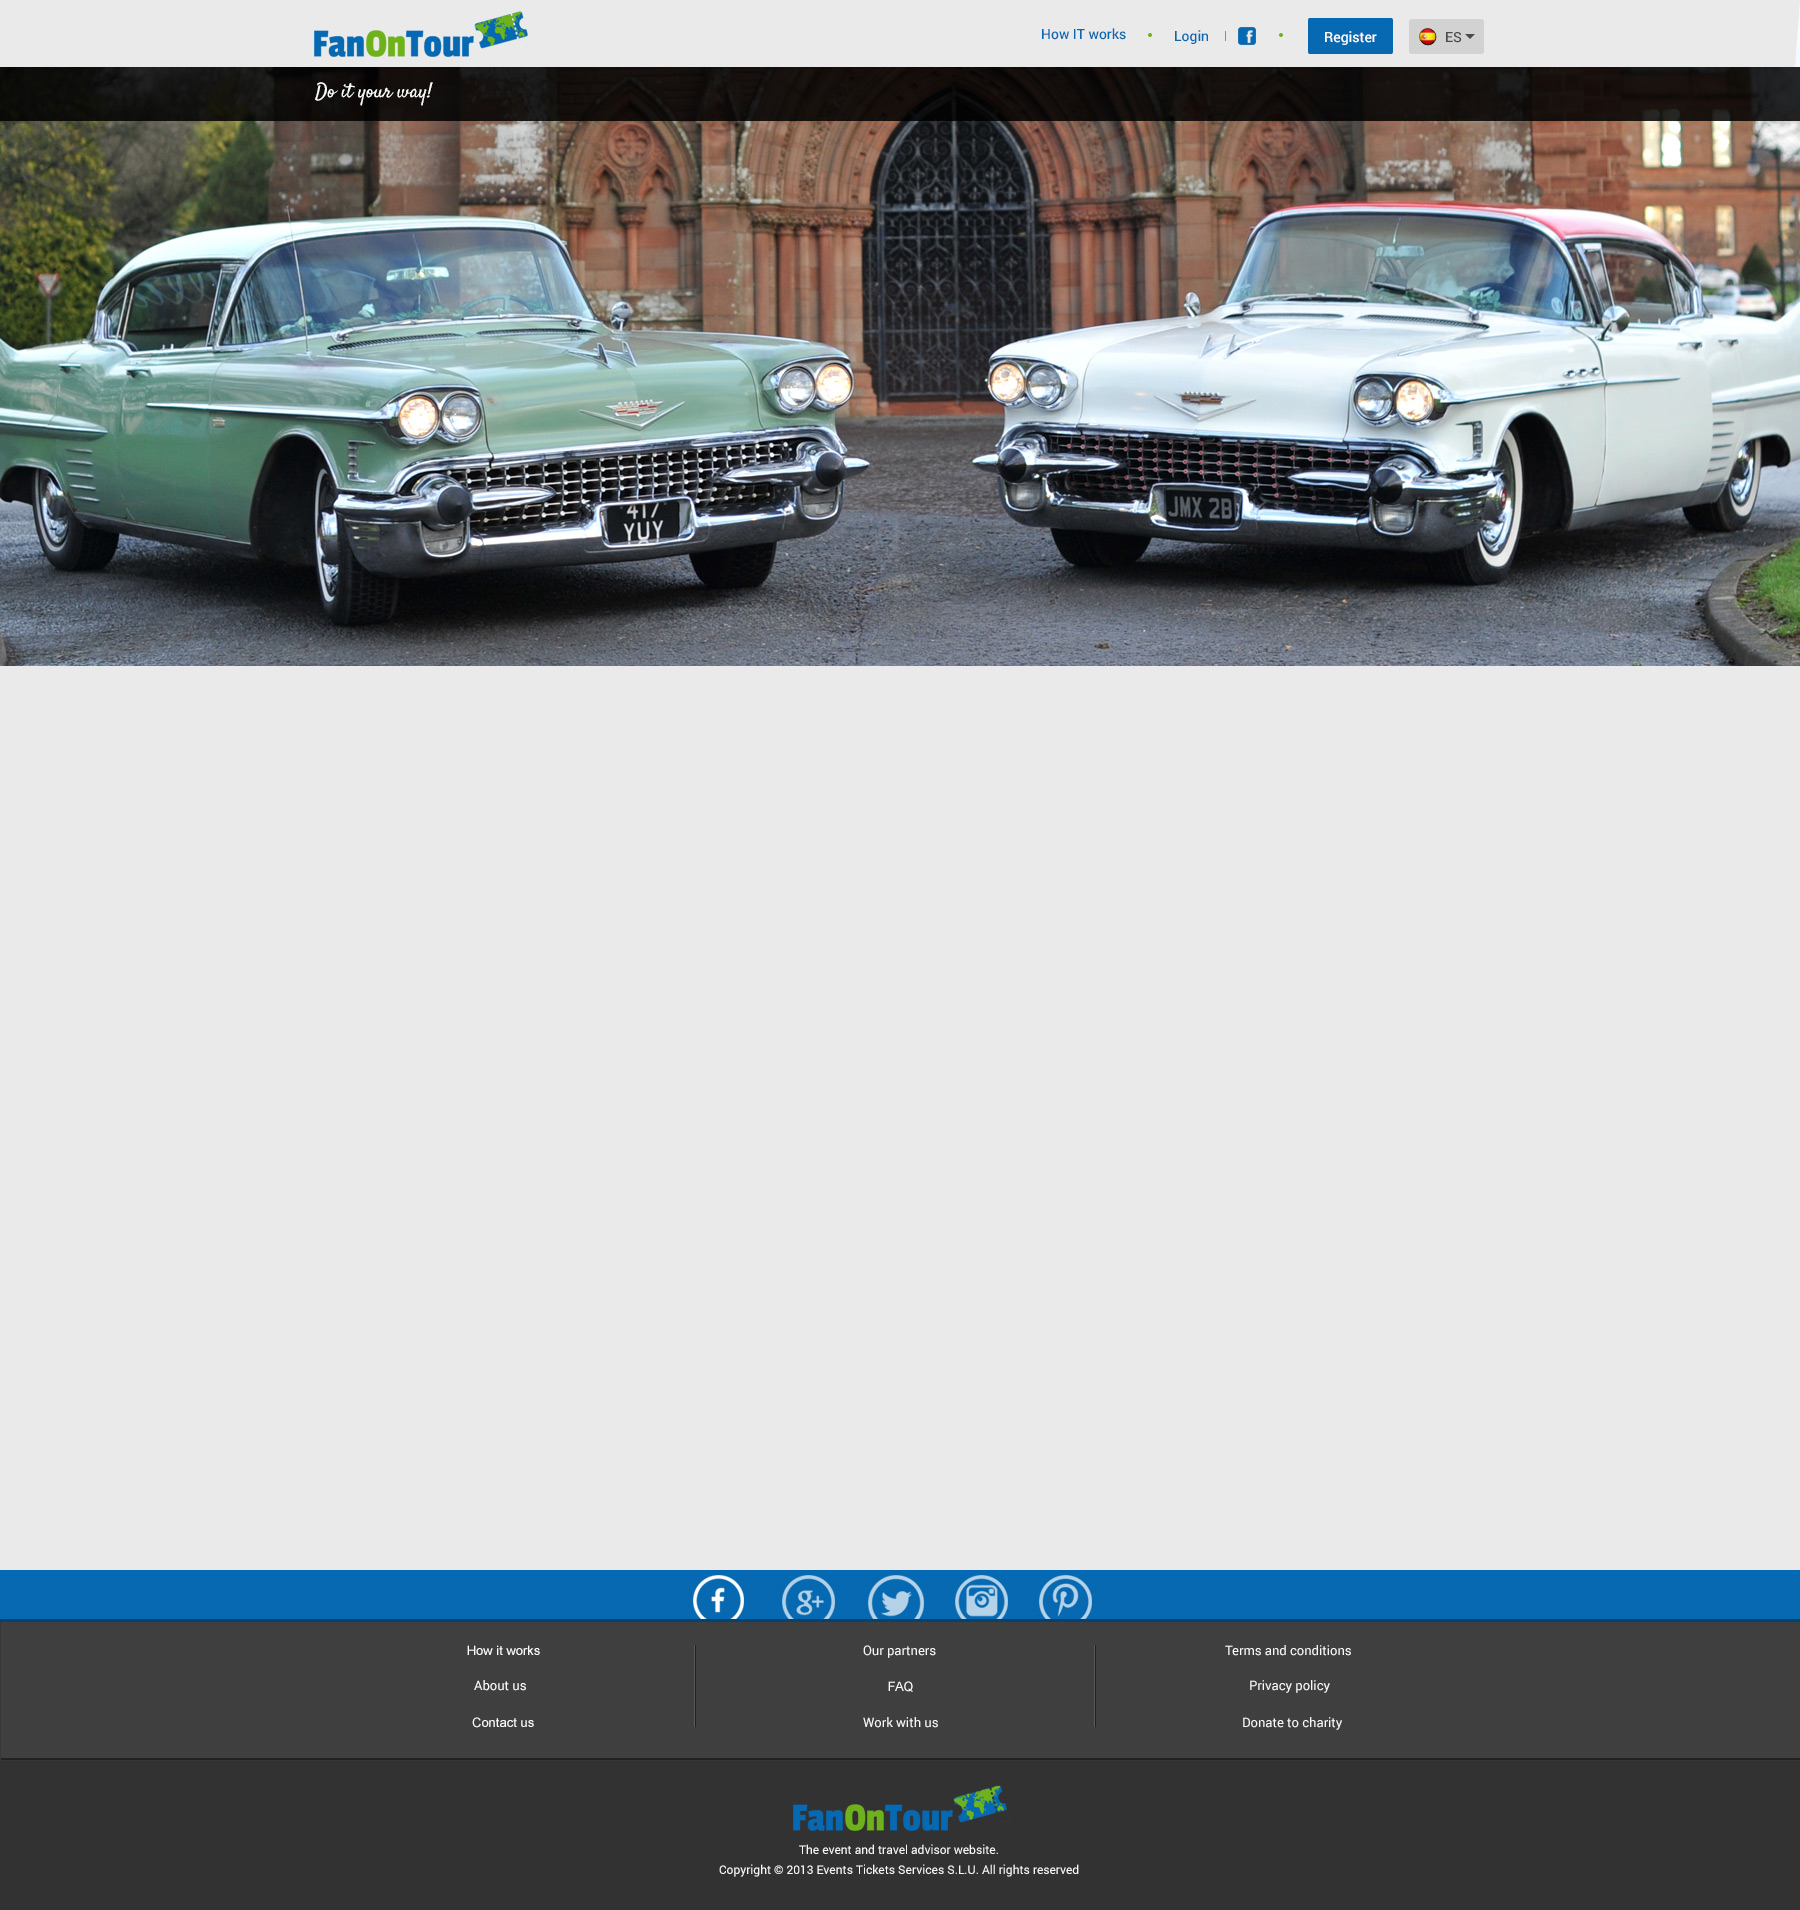 FanOnTour
How IT works
Login
Register
ES
Do it your way!
417
YUY
JMX 2B
How it works
Our partners
Terms and conditions
About us
FAQ
Privacy policy
Contact us
Work with us
Donate to charity
FanOnTour
The event and travel advisor website.
Copyright © 2013 Events Tickets Services S.L.U. All rights reserved